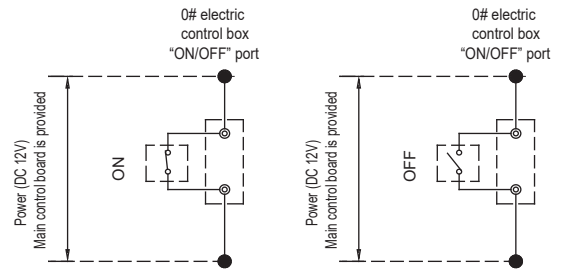 0# electric
control box
“ON/OFF” port
Power (DC 12V)
Main control board is provided
ON
0# electric
control box
“ON/OFF” port
Power (DC 12V)
Main control board is provided
OFF